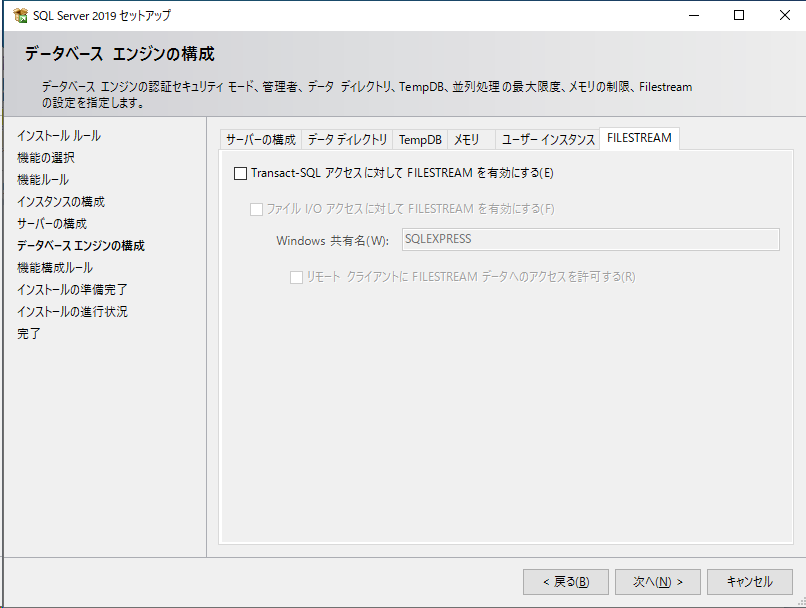 SQL Server 2019 セットアップ
データベース エンジンの構成
データベース エンジンの認証セキュリティ モード、管理者、データ ディレクトリ、TempDB、並列処理の最大限度、メモリの制限、Filestream
の設定を指定します。
インストール ルール
機能の選択
機能ルール
インスタンスの構成
サーバーの構成
データベース エンジンの構成
機能構成ルール
インストールの準備完了
インストールの進行状況
完了
サーバーの構成 データ ディレクトリ TempDB メモリ ユーザー インスタンス FILESTREAM
Transact-SQL アクセスに対して FILESTREAM を有効にする(E)
ファイル I/O アクセスに対して FILESTREAM を有効にする(F)
Windows 共有名(W): SQLEXPRESS
リモート クライアントに FILESTREAM データへのアクセスを許可する(R)
< 戻る(B) 次へ(N) > キャンセル